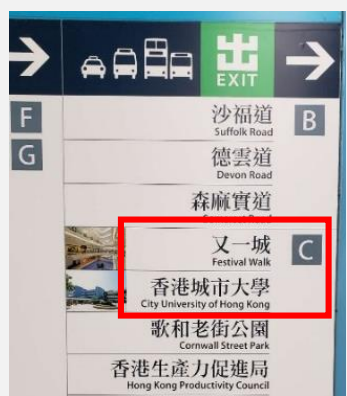 出
EXIT
F
沙福道
Suffolk Road
B
G
德雲道
Devon Road
森麻實道
又一城
Festival Walk
C
香港城市大學
City University of Hong Kong
歌和老街公園
Cornwall Street Park
香港生產力促進局
Hong Kong Productivity Council